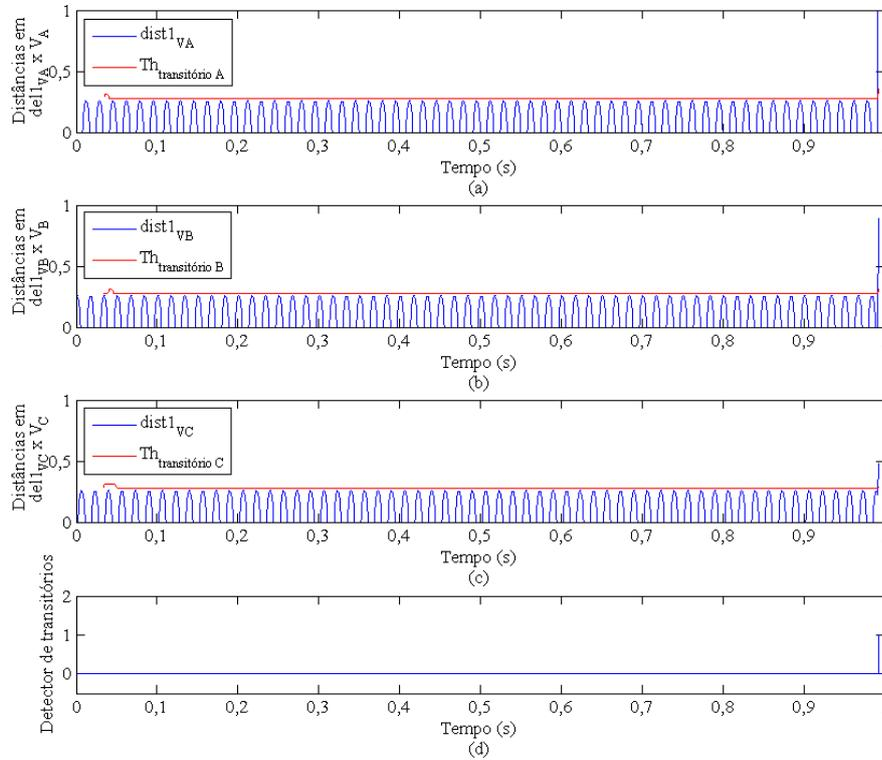 Distâncias em
del1VA x VA
1
0,5
0
dist1VA
Thtransitório A
0 0,1 0,2 0,3 0,4 0,5 0,6 0,7 0,8 0,9
Tempo (s)
(a)
Distâncias em
del1VB x VB
1
0,5
0
dist1VB
Thtransitório B
0 0,1 0,2 0,3 0,4 0,5 0,6 0,7 0,8 0,9
Tempo (s)
(b)
Distâncias em
del1VC x VC
1
0,5
0
dist1VC
Thtransitório C
0 0,1 0,2 0,3 0,4 0,5 0,6 0,7 0,8 0,9
Tempo (s)
(c)
Detector de transitórios
2
1
0
0 0,1 0,2 0,3 0,4 0,5 0,6 0,7 0,8 0,9
Tempo (s)
(d)